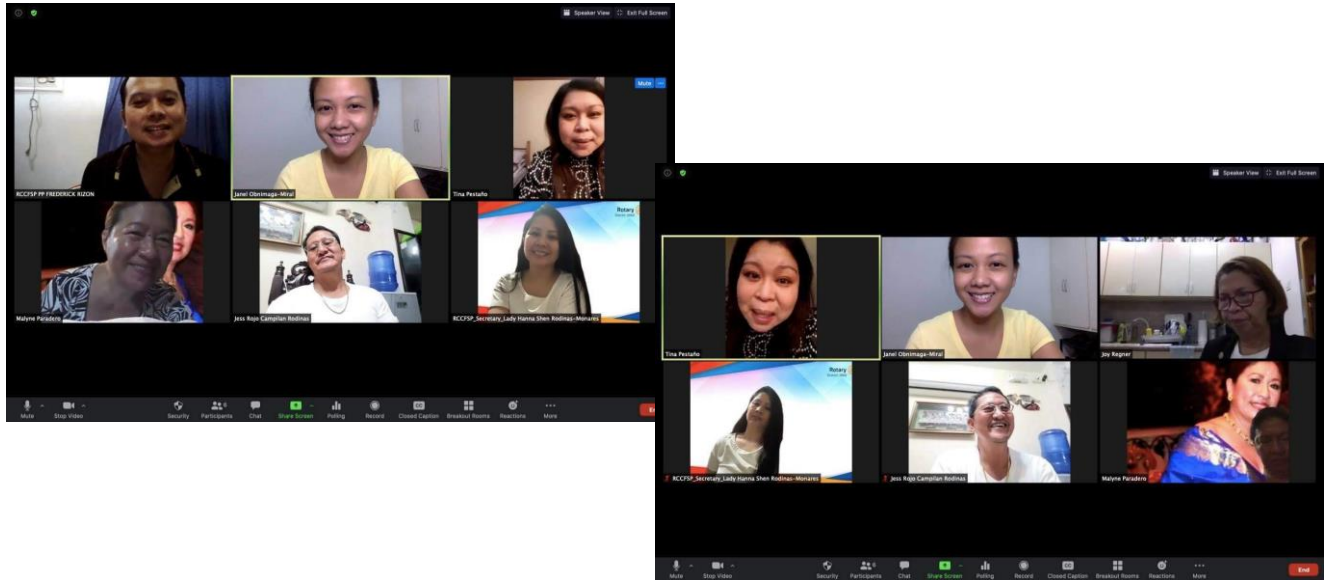 Speaker View Exit Full Screen
Mute
RCCFSP PP FREDERICK RIZON
Janel Obnimaga-Miral
Tina Pestaño
Rotary
Malyne Paradero
Jess Rojo Campilan Rodinas
RCCFSP_Secretary_Lady Hanna Shen Rodinas-Monares
Mute Stop Video Security Participants 6 Chat Share Screen Polling Record Closed Caption Breakout Rooms Reactions More
Speaker View Exit Full Screen
Tina Pestaño
Janel Obnimaga-Miral
Joy Regner
Rotary
RCCFSP_Secretary_Lady Hanna Shen Rodinas-Monares
Jess Rojo Campilan Rodinas
Malyne Paradero
Mute Stop Video Security Participants 6 Chat Share Screen Polling Record Closed Caption Breakout Rooms Reactions More End